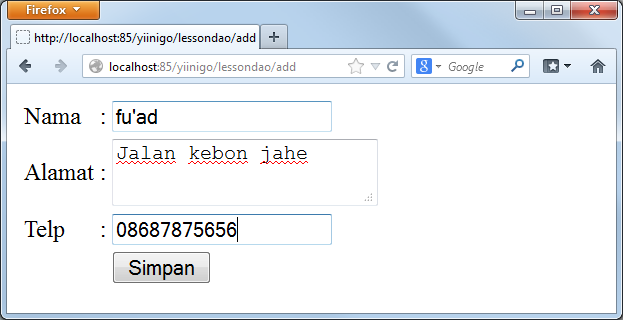 Firefox
http://localhost:85/yiinigo/lessondao/add
localhost:85/yiinigo/lessondao/add
Google
Nama : fu'ad
Alamat : Jalan kebon jahe
Telp : 08687875656
Simpan